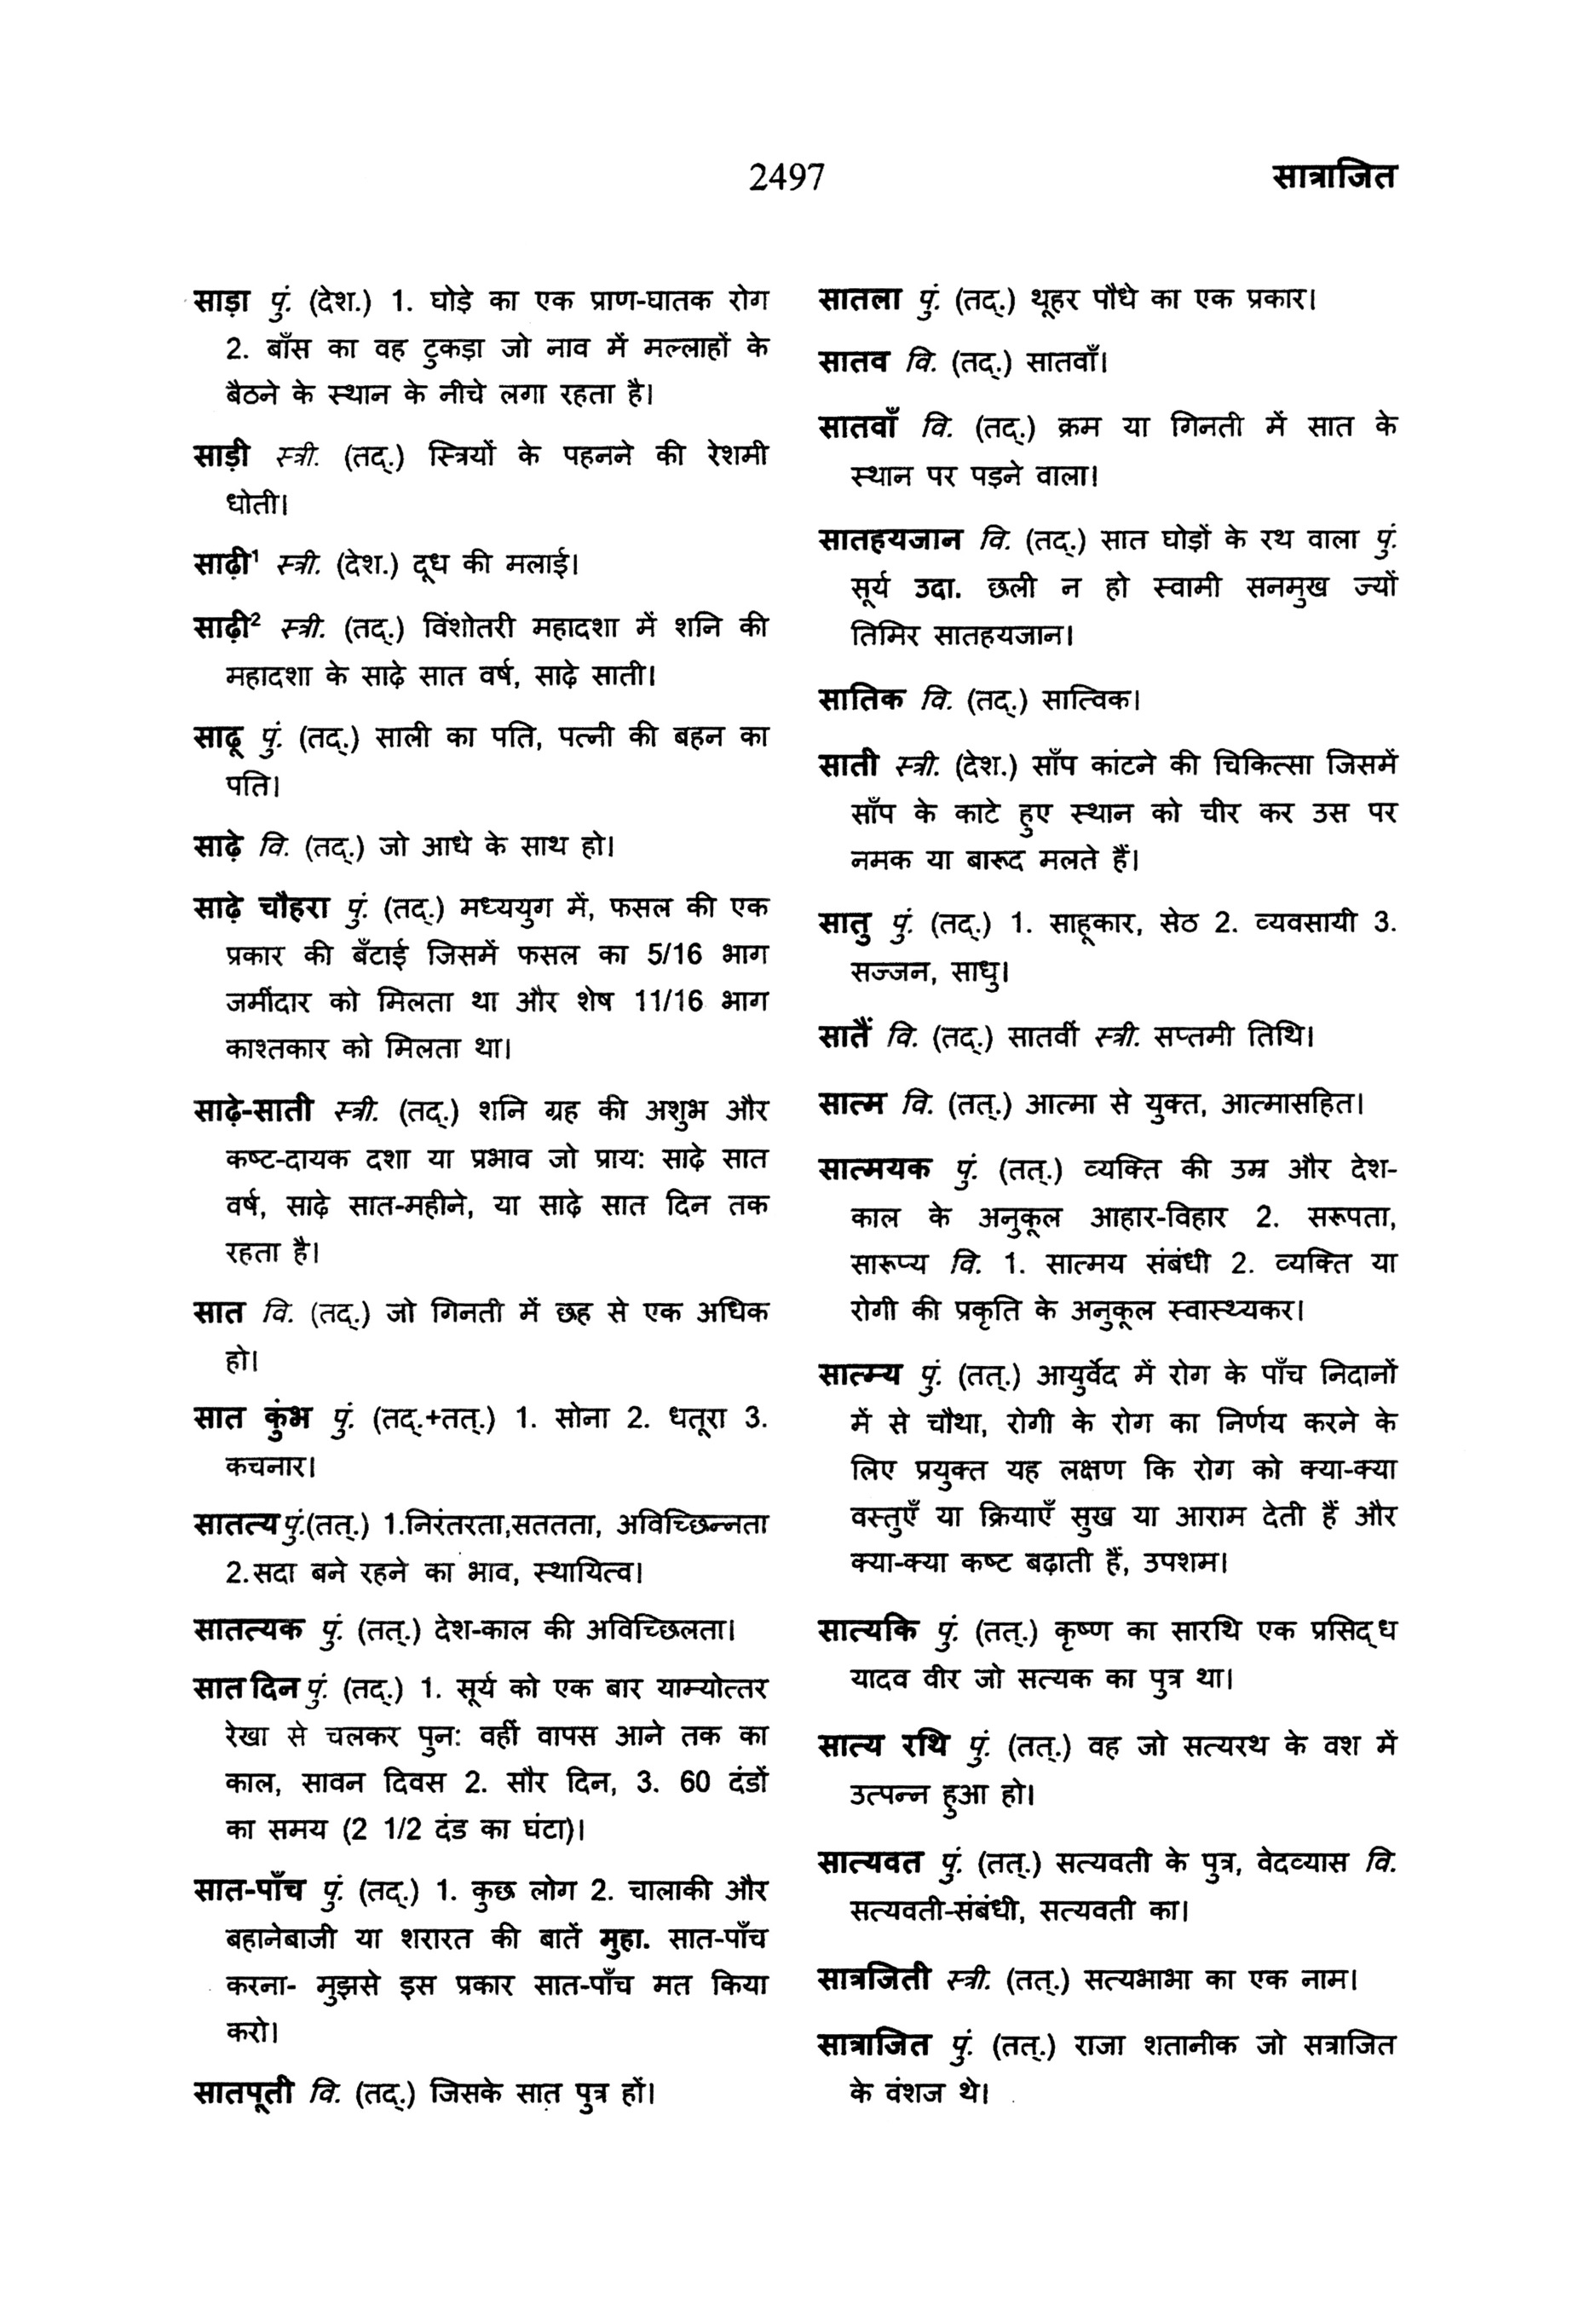 2497
सात्राजित
साड़ा पुं. (देश.) 1. घोड़े का एक प्राण-घातक रोग
2. बाँस का वह टुकड़ा जो नाव में मल्लाहों के
बैठने के स्थान के नीचे लगा रहता है।
साड़ी स्त्री. (तद्.) स्त्रियों के पहनने की रेशमी
धोती।
साढ़ी¹ स्त्री. (देश.) दूध की मलाई।
साढ़ी² स्त्री. (तद्.) विंशोतरी महादशा में शनि की
महादशा के साढ़े सात वर्ष, साढ़े साती।
साढू पुं. (तद्.) साली का पति, पत्नी की बहन का
पति।
साढ़े वि. (तद्.) जो आधे के साथ हो।
साढ़े चौहरा पुं. (तद्.) मध्ययुग में, फसल की एक
प्रकार की बँटाई जिसमें फसल का 5/16 भाग
जमींदार को मिलता था और शेष 11/16 भाग
काश्तकार को मिलता था।
साढ़े-साती स्त्री. (तद्.) शनि ग्रह की अशुभ और
कष्ट-दायक दशा या प्रभाव जो प्राय: साढ़े सात
वर्ष, साढ़े सात-महीने, या साढ़े सात दिन तक
रहता है।
सात वि. (तद्.) जो गिनती में छह से एक अधिक
हो।
सात कुंभ पुं. (तद्.+तत्.) 1. सोना 2. धतूरा 3.
कचनार।
सातत्य पुं.(तत्.) 1.निरंतरता,सततता, अविच्छिन्नता
2.सदा बने रहने का भाव, स्थायित्व।
सातत्यक पुं. (तत्.) देश-काल की अविच्छिलता।
सात दिन पुं. (तद्.) 1. सूर्य को एक बार याम्योत्तर
रेखा से चलकर पुन: वहीं वापस आने तक का
काल, सावन दिवस 2. सौर दिन, 3. 60 दंडों
का समय (2 1/2 दंड का घंटा)।
सात-पाँच पुं. (तद्.) 1. कुछ लोग 2. चालाकी और
बहानेबाजी या शरारत की बातें मुहा. सात-पाँच
करना- मुझसे इस प्रकार सात-पाँच मत किया
करो।
सातपूती वि. (तद्.) जिसके सात पुत्र हों।
सातला पुं. (तद्.) थूहर पौधे का एक प्रकार।
सातव वि. (तद्.) सातवाँ।
सातवाँ वि. (तद्.) क्रम या गिनती में सात के
स्थान पर पड़ने वाला।
सातहयजान वि. (तद्.) सात घोड़ों के रथ वाला पुं.
सूर्य उदा. छली न हो स्वामी सनमुख ज्यों
तिमिर सातहयजान।
सातिक वि. (तद्.) सात्विक।
साती स्त्री. (देश.) साँप कांटने की चिकित्सा जिसमें
साँप के काटे हुए स्थान को चीर कर उस पर
नमक या बारूद मलते हैं।
सातु पुं. (तद्.) 1. साहूकार, सेठ 2. व्यवसायी 3.
सज्जन, साधु।
सातैं वि. (तद्.) सातवीं स्त्री. सप्तमी तिथि।
सात्म वि. (तत्.) आत्मा से युक्त, आत्मासहित।
सात्मयक पुं. (तत्.) व्यक्ति की उम्र और देश-
काल के अनुकूल आहार-विहार 2. सरूपता,
सारूप्य वि. 1. सात्मय संबंधी 2. व्यक्ति या
रोगी की प्रकृति के अनुकूल स्वास्थ्यकर।
सात्म्य पुं. (तत्.) आयुर्वेद में रोग के पाँच निदानों
में से चौथा, रोगी के रोग का निर्णय करने के
लिए प्रयुक्त यह लक्षण कि रोग को क्या-क्या
वस्तुएँ या क्रियाएँ सुख या आराम देती हैं और
क्या-क्या कष्ट बढ़ाती हैं, उपशम।
सात्यकि पुं. (तत्.) कृष्ण का सारथि एक प्रसिद्ध
यादव वीर जो सत्यक का पुत्र था।
सात्य रथि पुं. (तत्.) वह जो सत्यरथ के वश में
उत्पन्न हुआ हो।
सात्यवत पुं. (तत्.) सत्यवती के पुत्र, वेदव्यास वि.
सत्यवती-संबंधी, सत्यवती का।
सात्रजिती स्त्री. (तत्.) सत्यभाभा का एक नाम।
सात्राजित पुं. (तत्.) राजा शतानीक जो सत्राजित
के वंशज थे।